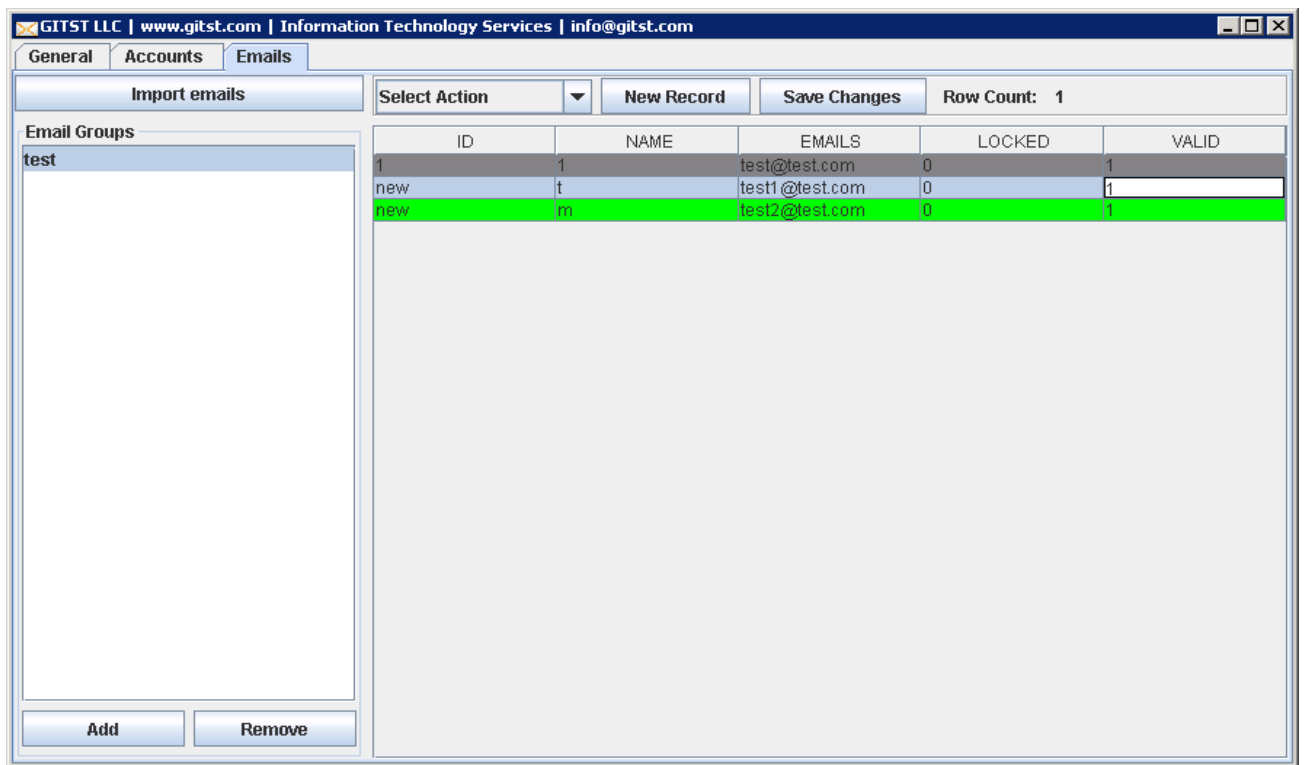 GITST LLC | www.gitst.com | Information Technology Services | info@gitst.com
General Accounts Emails
Import emails Select Action New Record Save Changes Row Count: 1
Email Groups
test
ID NAME EMAILS LOCKED VALID
1 1 test@test.com 0 1
new t test1@test.com 0 1
new m test2@test.com 0 1
Add Remove